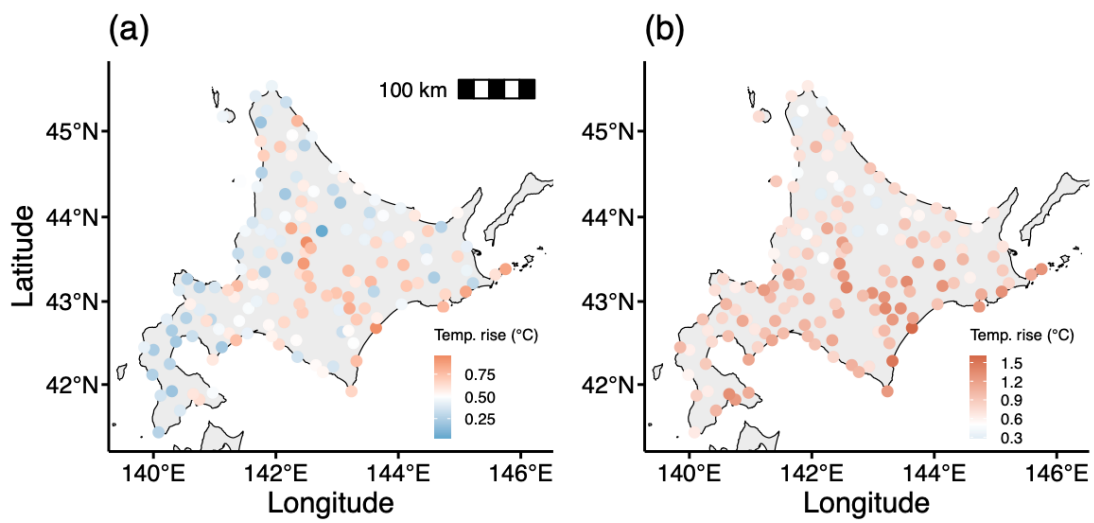 (a)
(b)
100 km
45°N
44°N
43°N
42°N
Latitude
140°E 142°E 144°E 146°E
Longitude
Temp. rise (°C)
0.75
0.50
0.25
45°N
44°N
43°N
42°N
140°E 142°E 144°E 146°E
Longitude
Temp. rise (°C)
1.5
1.2
0.9
0.6
0.3